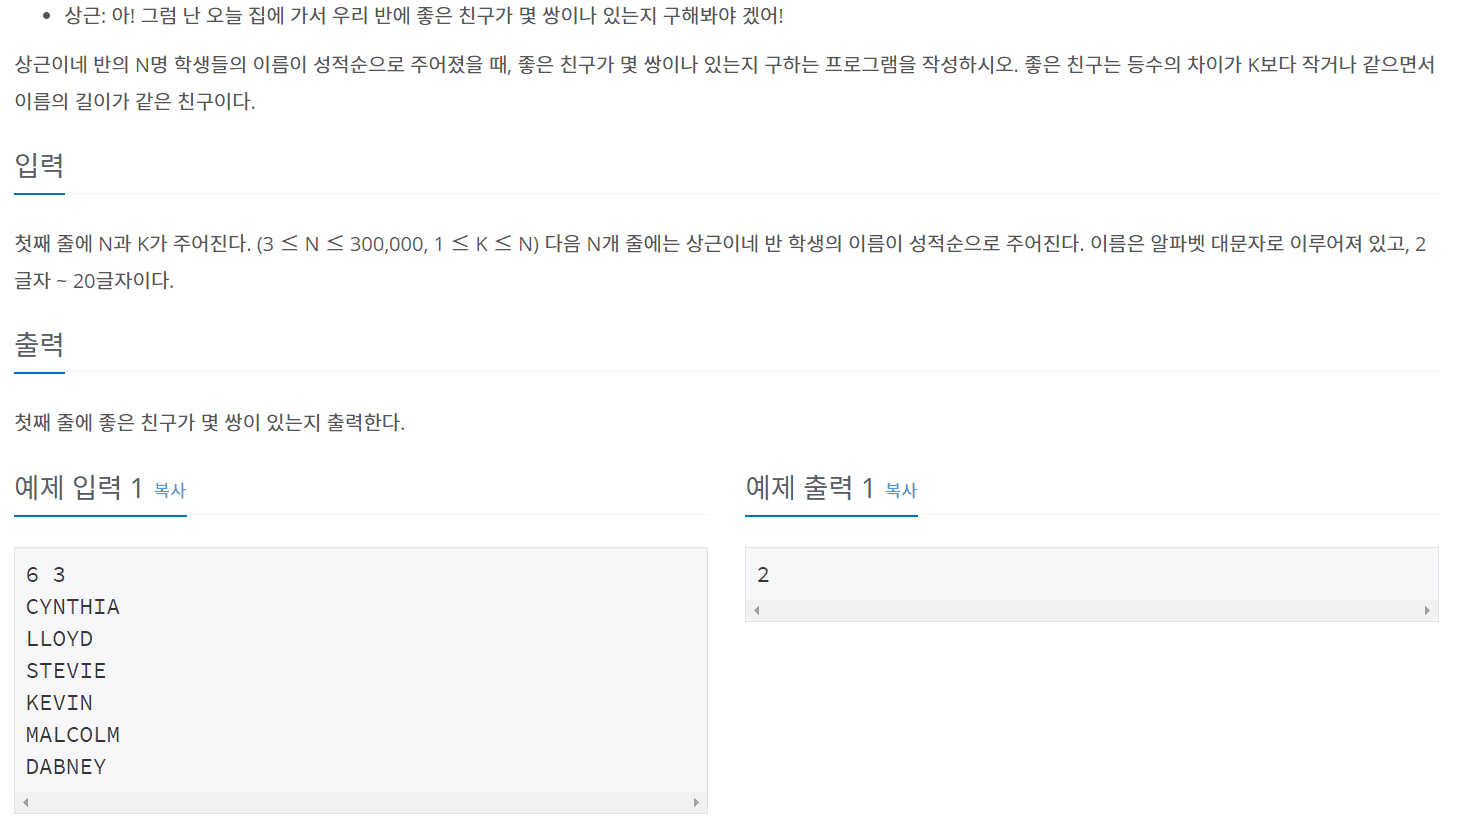 • 상근: 아! 그럼 난 오늘 집에 가서 우리 반에 좋은 친구가 몇 쌍이나 있는지 구해봐야 겠어!
상근이네 반의 N명 학생들의 이름이 성적순으로 주어졌을 때, 좋은 친구가 몇 쌍이나 있는지 구하는 프로그램을 작성하시오. 좋은 친구는 등수의 차이가 K보다 작거나 같으면서
이름의 길이가 같은 친구이다.
입력
첫째 줄에 N과 K가 주어진다. (3 ≤ N ≤ 300,000, 1 ≤ K ≤ N) 다음 N개 줄에는 상근이네 반 학생의 이름이 성적순으로 주어진다. 이름은 알파벳 대문자로 이루어져 있고, 2
글자 ~ 20글자이다.
출력
첫째 줄에 좋은 친구가 몇 쌍이 있는지 출력한다.
예제 입력 1 복사
6 3
CYNTHIA
LLOYD
STEVIE
KEVIN
MALCOLM
DABNEY
예제 출력 1 복사
2